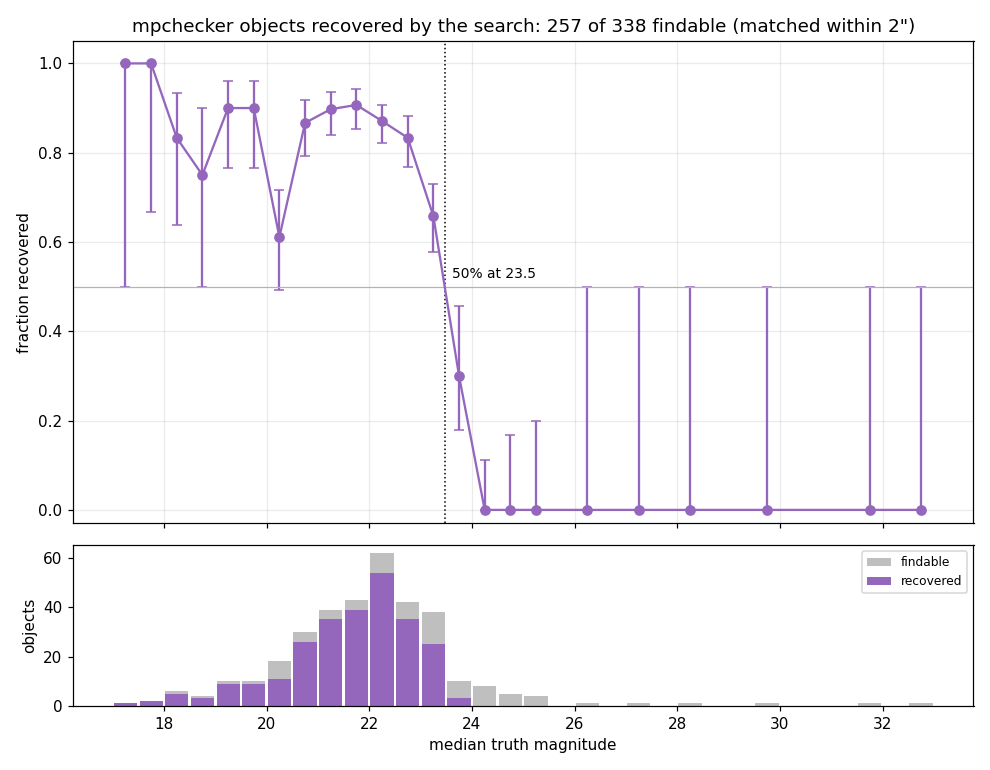 mpchecker objects recovered by the search: 257 of 338 findable (matched within 2")
fraction recovered
1.0
0.8
0.6
0.4
0.2
0.0
50% at 23.5
objects
60
40
20
0
findable
recovered
18 20 22 24 26 28 30 32
median truth magnitude